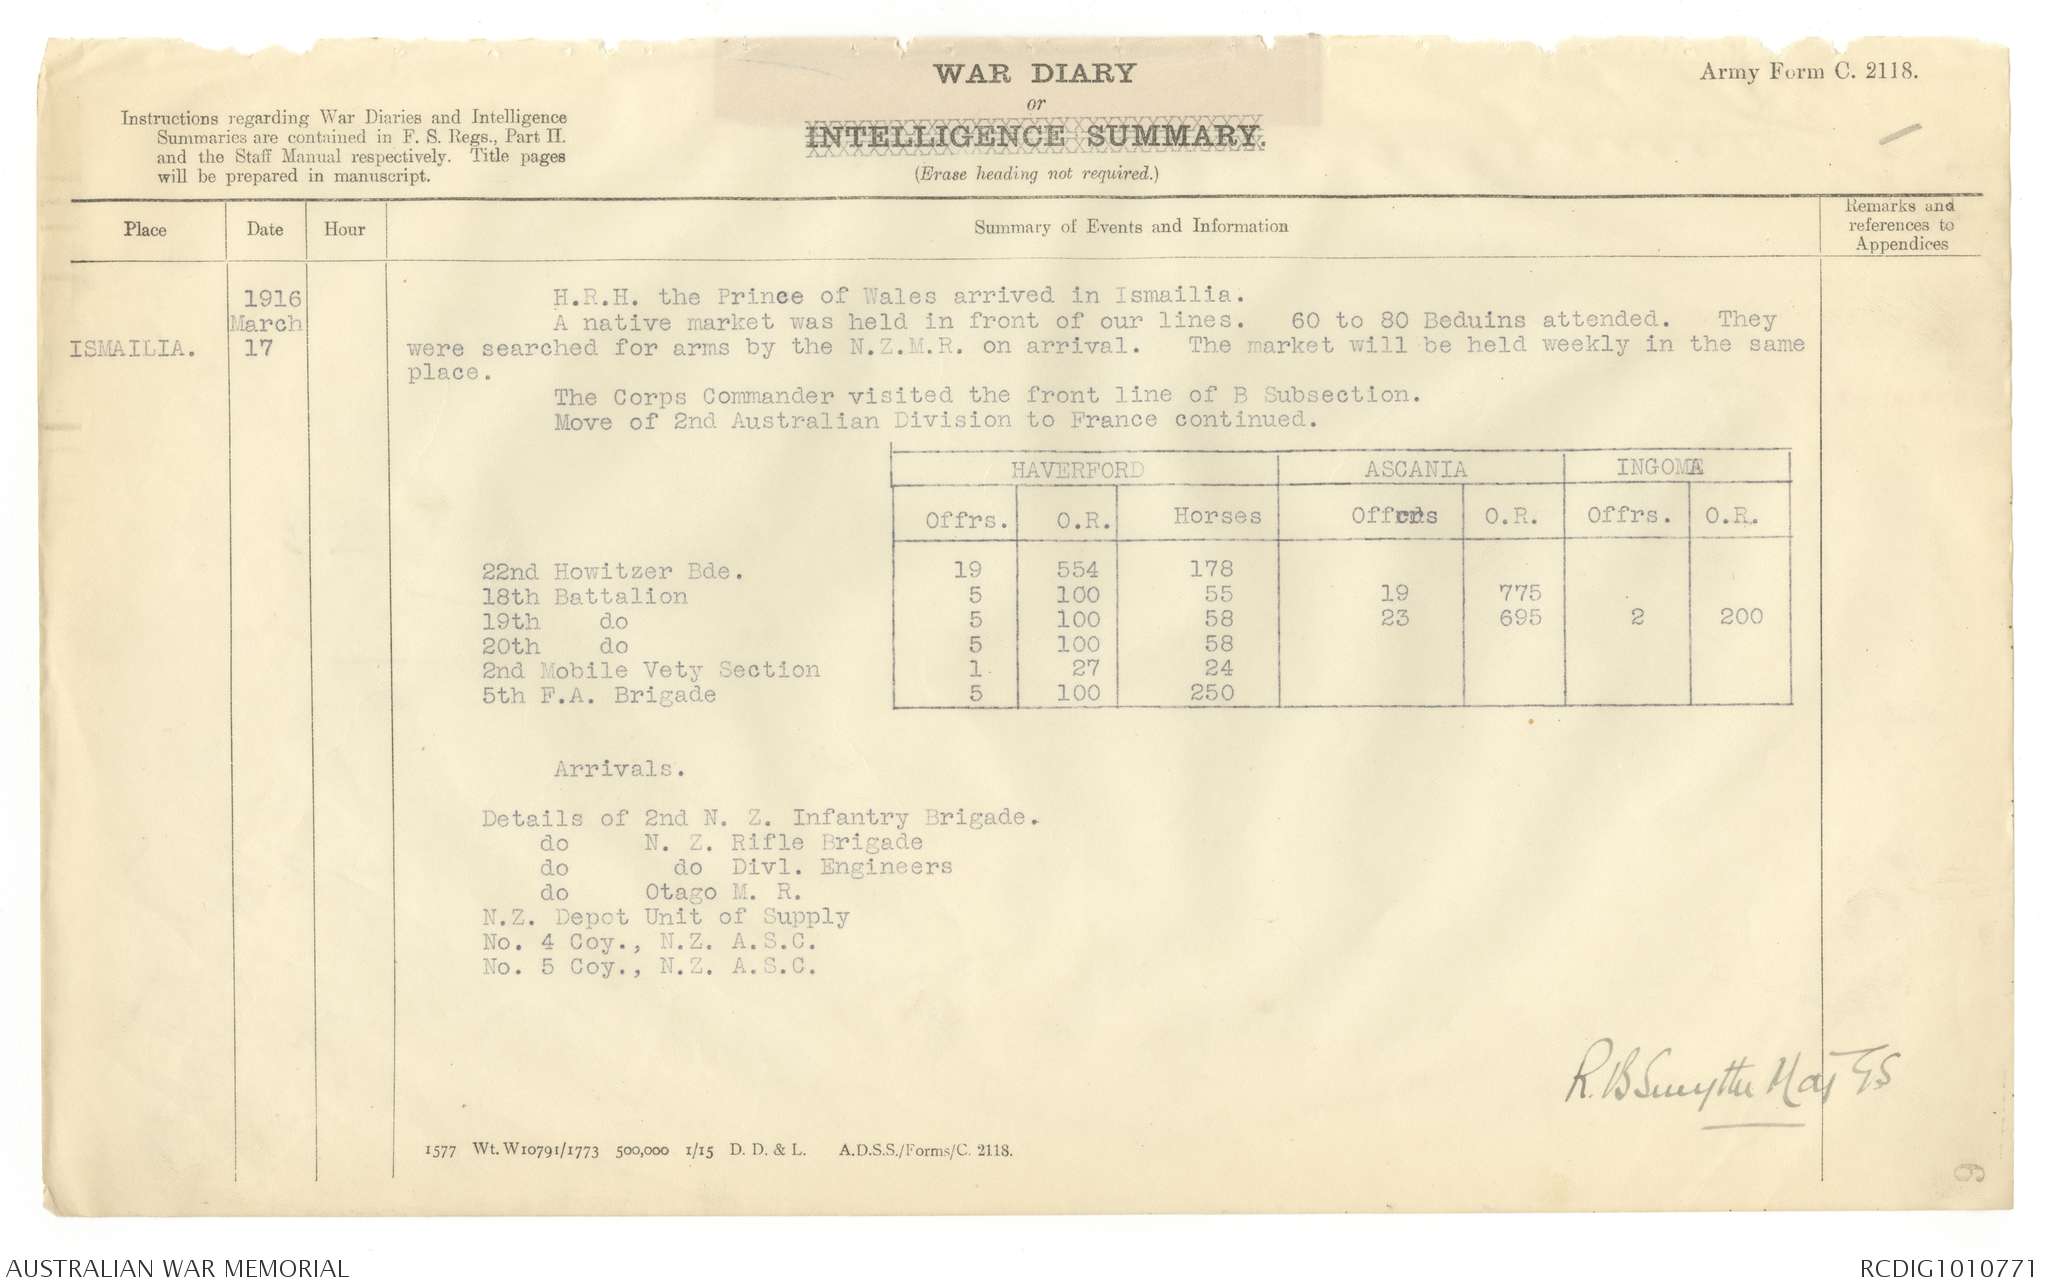 WAR DIARY
or
INTELLIGENCE SUMMARY.
(Erase heading not required.)
Army Form C. 2118.
Instructions regarding War Diaries and Intelligence
Summaries are contained in F. S. Regs., Part II.
and the Staff Manual respectively. Title pages
will be prepared in manuscript.
Place Date Hour Summary of Events and Information Remarks and references to Appendices
1916 H.R.H. the Prince of Wales arrived in Ismailia.
March A native market was held in front of our lines. 60 to 80 Beduins attended. They
ISMAILIA. 17 were searched for arms by the N.Z.M.R. on arrival. The market will be held weekly in the same
place.
The Corps Commander visited the front line of B Subsection.
Move of 2nd Australian Division to France continued.
HAVERFORD ASCANIA INGOMA
Offrs. O.R. Horses Offrs O.R. Offrs. O.R.
22nd Howitzer Bde. 19 554 178
18th Battalion 5 100 55 19 775
19th do 5 100 58 23 695 2 200
20th do 5 100 58
2nd Mobile Vety Section 1 27 24
5th F.A. Brigade 5 100 250
Arrivals.
Details of 2nd N. Z. Infantry Brigade.
do N. Z. Rifle Brigade
do do Divl. Engineers
do Otago M. R.
N.Z. Depot Unit of Supply
No. 4 Coy., N.Z. A.S.C.
No. 5 Coy., N.Z. A.S.C.
R.B Smythe Maj GS
1577 Wt. W10791/1773 500,000 1/15 D. D. & L. A.D.S.S./Forms/C. 2118.
AUSTRALIAN WAR MEMORIAL RCDIG1010771